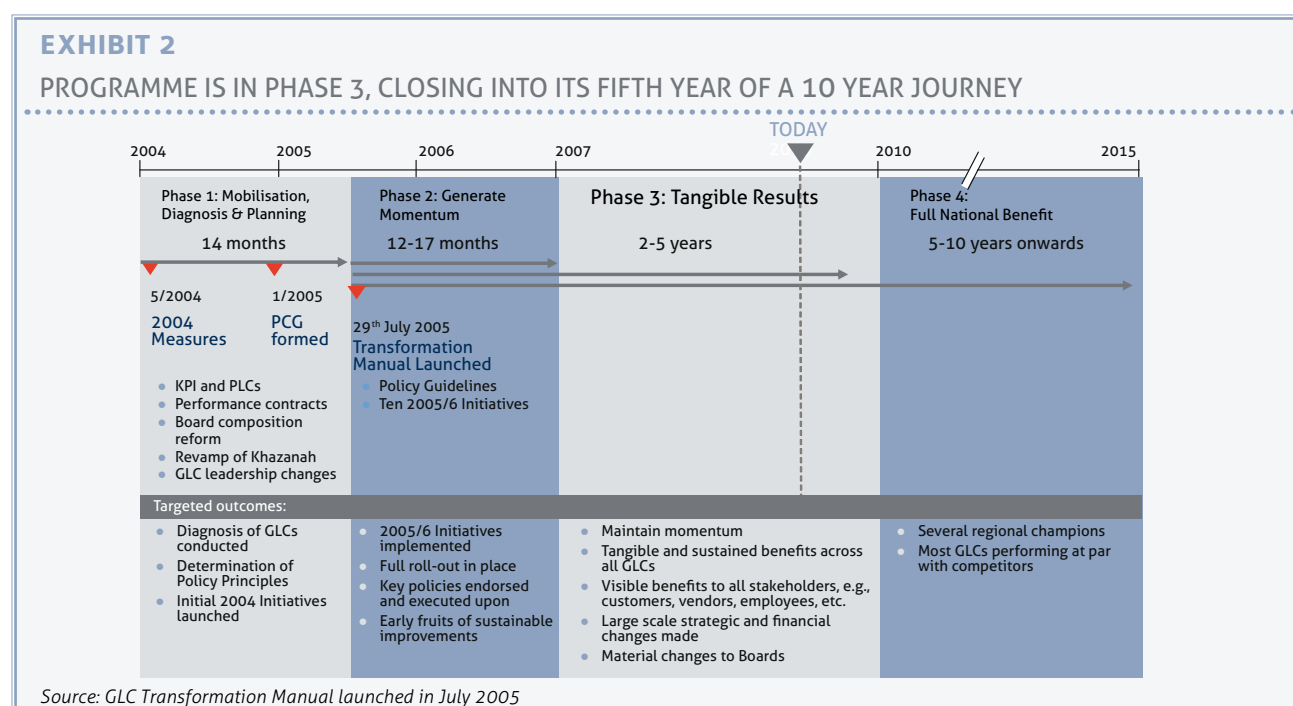 EXHIBIT 2
PROGRAMME IS IN PHASE 3, CLOSING INTO ITS FIFTH YEAR OF A 10 YEAR JOURNEY
TODAY
2004 2005 2006 2007 2010 2015
Phase 1: Mobilisation,
Diagnosis & Planning
14 months
5/2004
2004
Measures
1/2005
PCG
formed
KPI and PLCs
Performance contracts
Board composition
reform
Revamp of Khazanah
GLC leadership changes
Phase 2: Generate
Momentum
12-17 months
29th July 2005
Transformation
Manual Launched
Policy Guidelines
Ten 2005/6 Initiatives
Phase 3: Tangible Results
2-5 years
Phase 4:
Full National Benefit
5-10 years onwards
Targeted outcomes:
Diagnosis of GLCs
conducted
Determination of
Policy Principles
Initial 2004 Initiatives
launched
2005/6 Initiatives
implemented
Full roll-out in place
Key policies endorsed
and executed upon
Early fruits of sustainable
improvements
Maintain momentum
Tangible and sustained benefits across
all GLCs
Visible benefits to all stakeholders, e.g.,
customers, vendors, employees, etc.
Large scale strategic and financial
changes made
Material changes to Boards
Several regional champions
Most GLCs performing at par
with competitors
Source: GLC Transformation Manual launched in July 2005